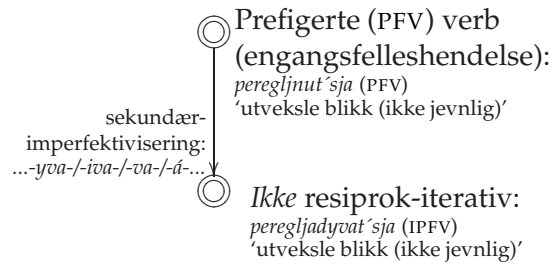 Prefigerte (PFV) verb
(engangsfelleshendelse):
peregljnut´sja (PFV)
‘utveksle blikk (ikke jevnlig)’
sekundær-
imperfektivisering:
...-yva-/-iva-/-va-/-á-...
Ikke resiprok-iterativ:
peregljadyvat´sja (IPFV)
‘utveksle blikk (ikke jevnlig)’